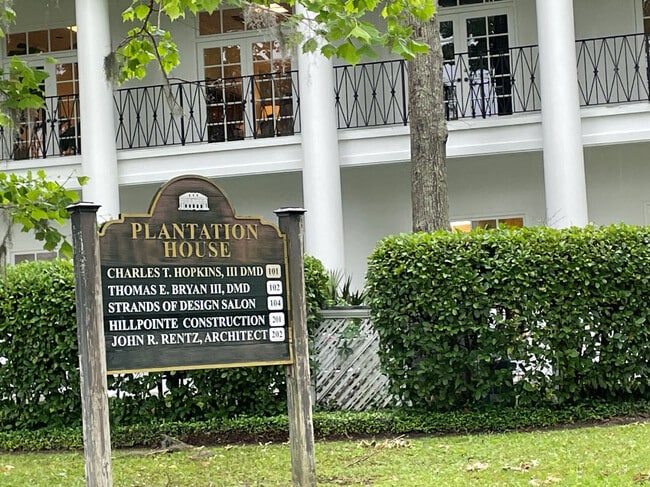 PLANTATION
HOUSE
CHARLES T. HOPKINS, III DMD 101
THOMAS E. BRYAN III, DMD 102
STRANDS OF DESIGN SALON 104
HILLPOINTE CONSTRUCTION 201
JOHN R. RENTZ, ARCHITECT 202